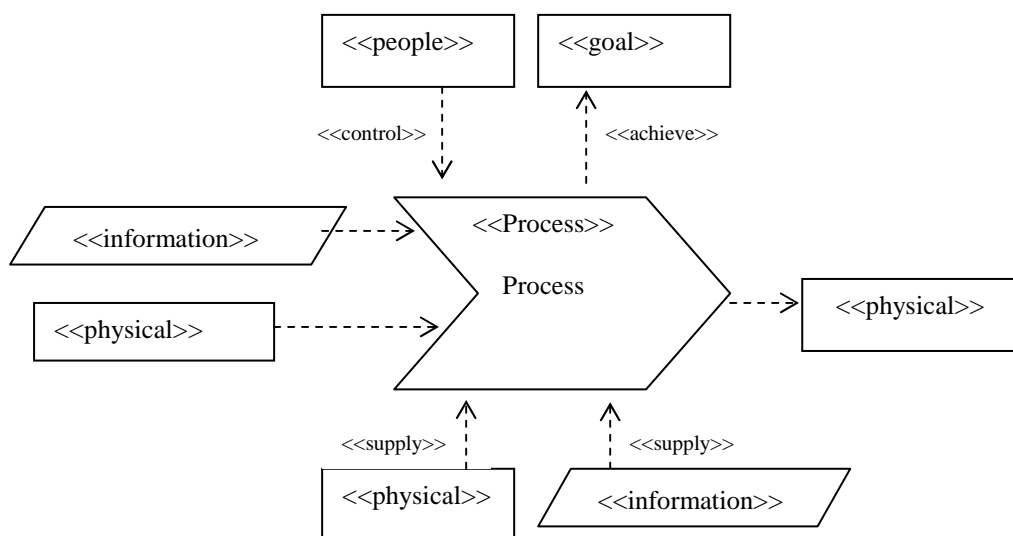 <<people>>
<<goal>>
<<control>>
<<achieve>>
<<information>>
<<Process>>
Process
<<physical>>
<<physical>>
<<supply>>
<<supply>>
<<physical>>
<<information>>